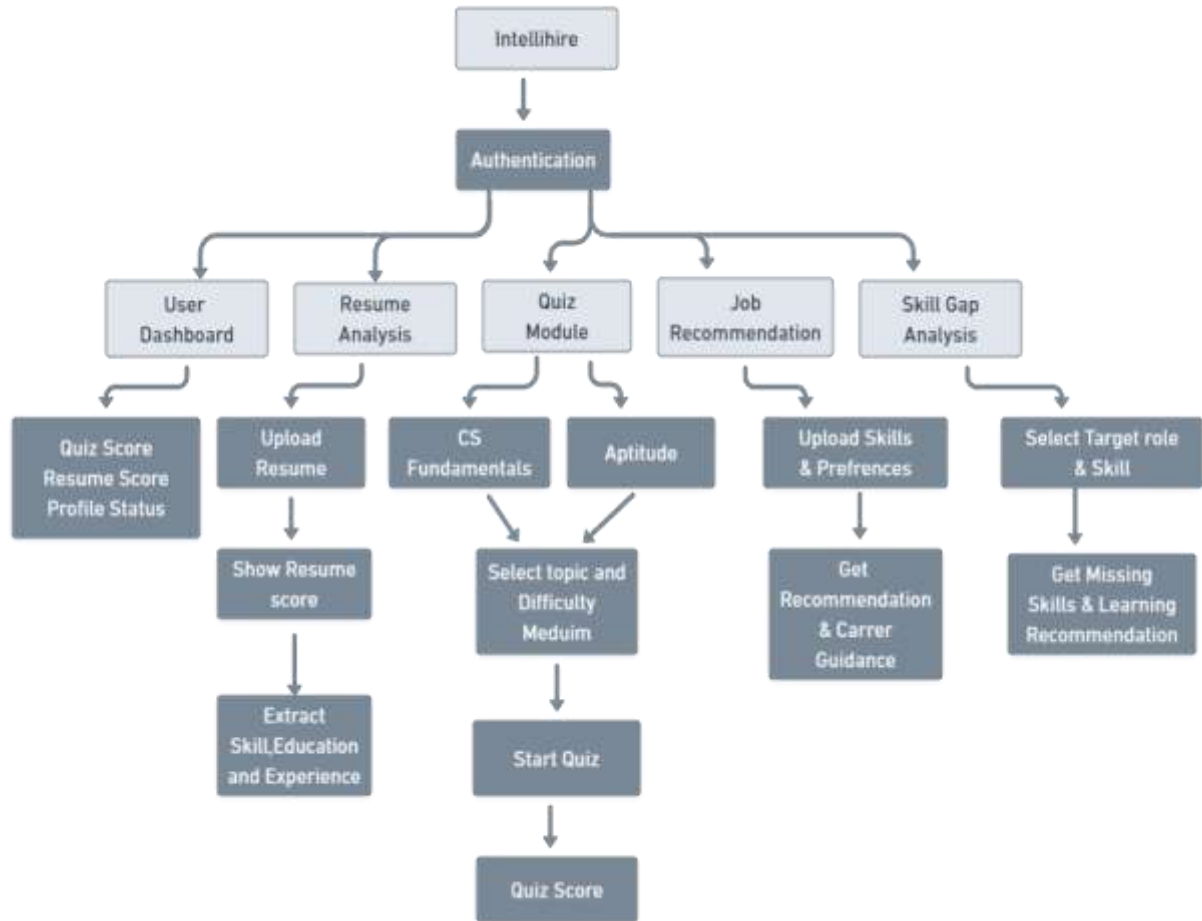 Intellihire
Authentication
User
Dashboard
Resume
Analysis
Quiz
Module
Job
Recommendation
Skill Gap
Analysis
Quiz Score
Resume Score
Profile Status
Upload
Resume
CS
Fundamentals
Aptitude
Upload Skills
& Prefrences
Select Target role
& Skill
Show Resume
score
Select topic and
Difficulty
Meduim
Get
Recommendation
& Carrer
Guidance
Get Missing
Skills & Learning
Recommendation
Extract
Skill,Education
and Experience
Start Quiz
Quiz Score